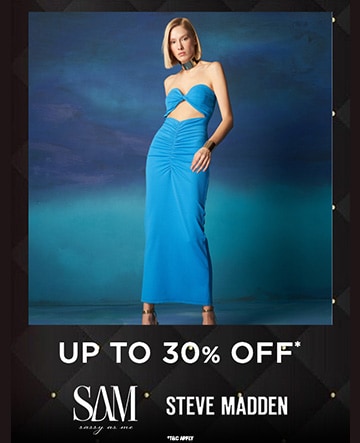 UP TO 30% OFF*
SAM STEVE MADDEN
sassy as me
*T&C APPLY